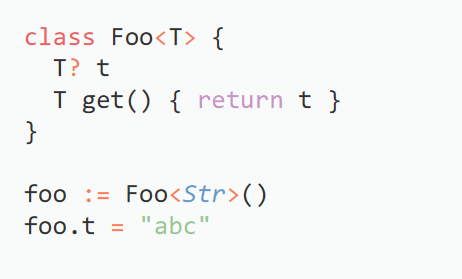 class Foo<T> {
  T? t
  T get() { return t }
}

foo := Foo<Str>()
foo.t = "abc"